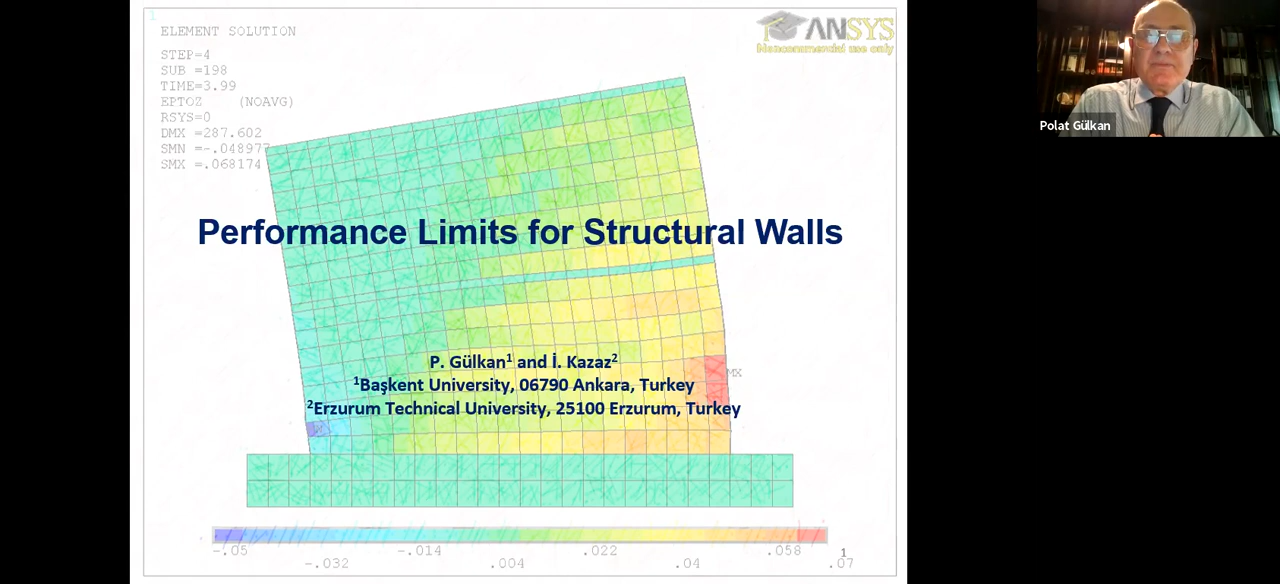 1
ELEMENT SOLUTION
STEP=4
SUB =198
TIME=3.99
EPTOZ (NOAVG)
RSYS=0
DMX =287.602
SMN =-.048977
SMX =.068174
ANSYS
Noncommercial use only
Polat Gülkan
Performance Limits for Structural Walls
P. Gülkan1 and İ. Kazaz2
1Başkent University, 06790 Ankara, Turkey
2Erzurum Technical University, 25100 Erzurum, Turkey
MX
-.05
-.032
-.014
.004
.022
.04
.058
.07
1